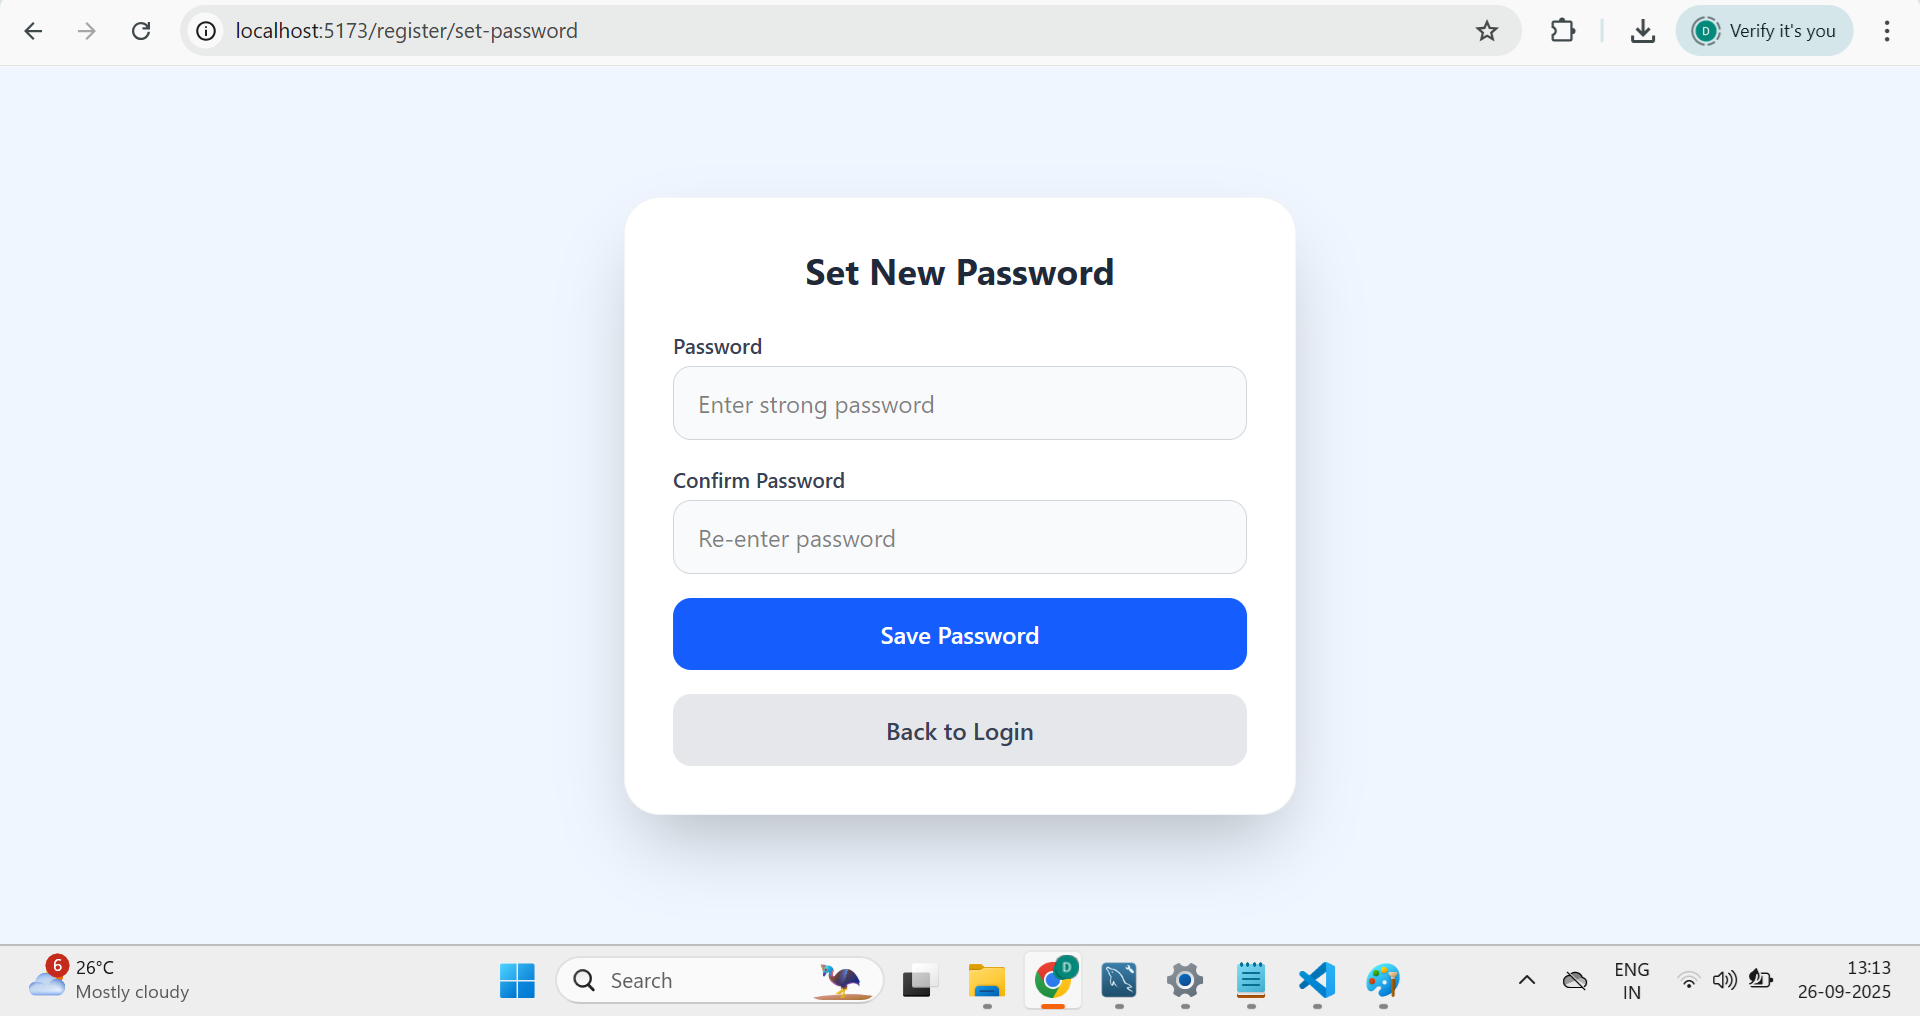 localhost:5173/register/set-password
D
Verify it's you
Set New Password
Password
Enter strong password
Confirm Password
Re-enter password
Save Password
Back to Login
6
26°C
Mostly cloudy
Search
D
ENG
IN
13:13
26-09-2025